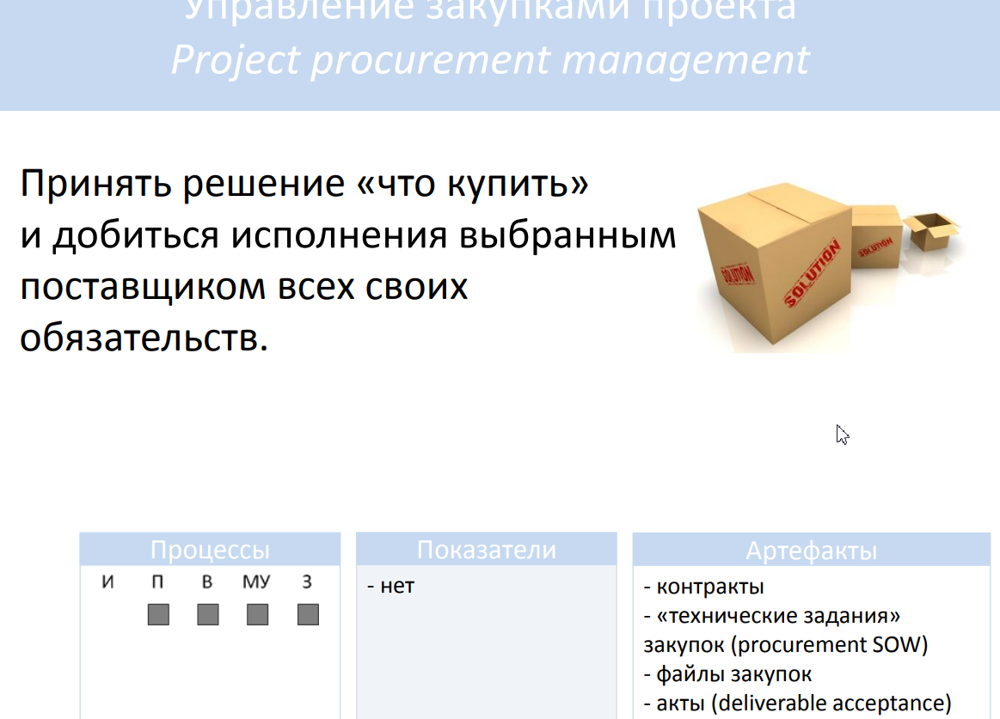 Управление закупками проекта
Project procurement management
Принять решение «что купить»
и добиться исполнения выбранным
поставщиком всех своих
обязательств.
SOLUTION
SOLUTION
SOLUTION
Процессы
И П В МУ З
Показатели
- нет
Артефакты
- контракты
- «технические задания»
закупок (procurement SOW)
- файлы закупок
- акты (deliverable acceptance)